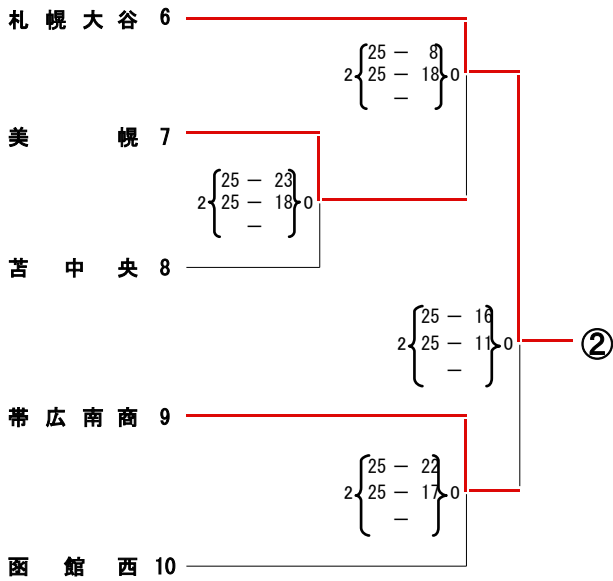 札幌大谷 6
25 − 8
2 25 − 18 0
−
美幌 7
25 − 23
2 25 − 18 0
−
苫中央 8
25 − 16
2 25 − 11 0
−
②
帯広南商 9
25 − 22
2 25 − 17 0
−
函館西 10